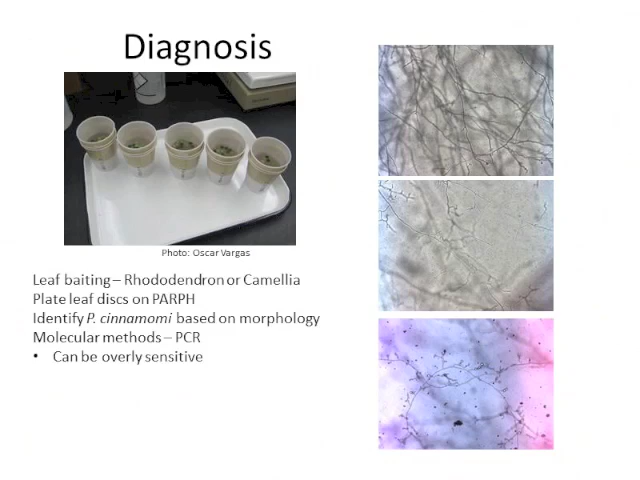 Diagnosis
Photo: Oscar Vargas
Leaf baiting – Rhododendron or Camellia
Plate leaf discs on PARPH
Identify P. cinnamomi based on morphology
Molecular methods – PCR
• Can be overly sensitive